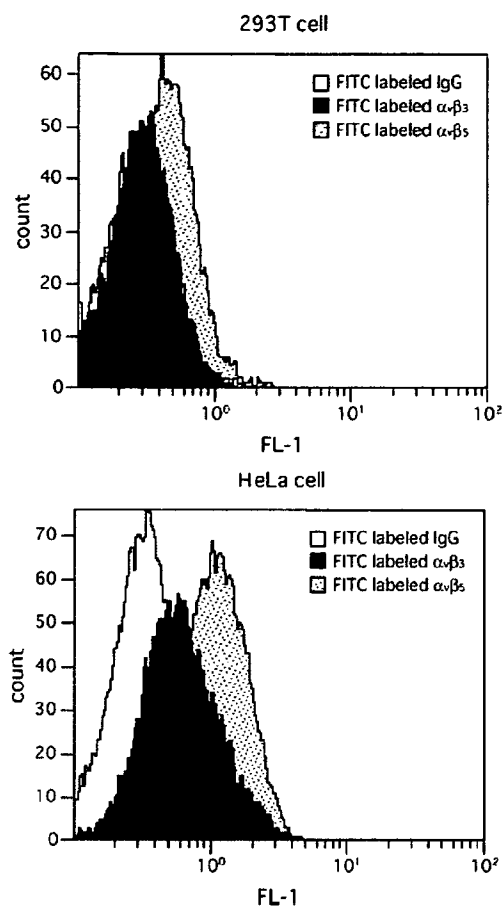 293T cell
FITC labeled IgG
FITC labeled αᵥβ₃
FITC labeled αᵥβ₅
60
50
40
30
20
10
0
count
10⁰
10¹
10²
FL-1
HeLa cell
FITC labeled IgG
FITC labeled αᵥβ₃
FITC labeled αᵥβ₅
70
60
50
40
30
20
10
0
count
10⁰
10¹
10²
FL-1